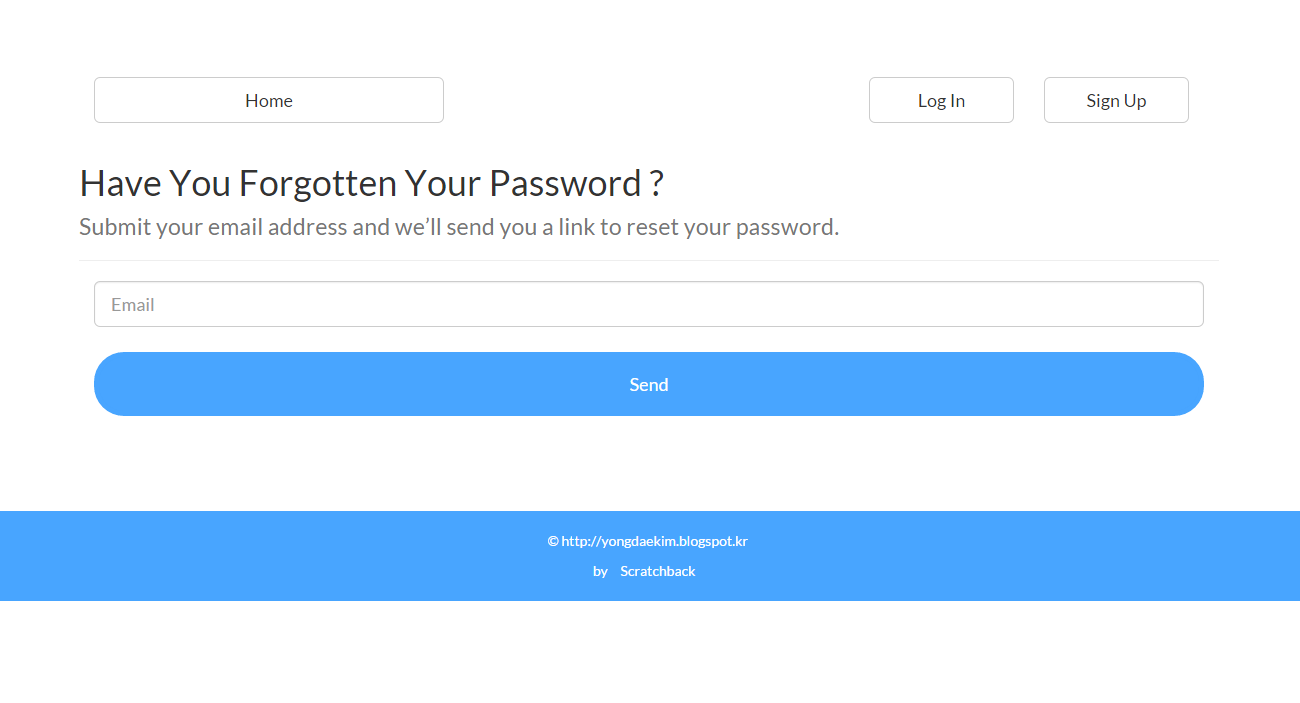 Home
Log In
Sign Up
Have You Forgotten Your Password ?
Submit your email address and we’ll send you a link to reset your password.
Email
Send
© http://yongdaekim.blogspot.kr
by Scratchback